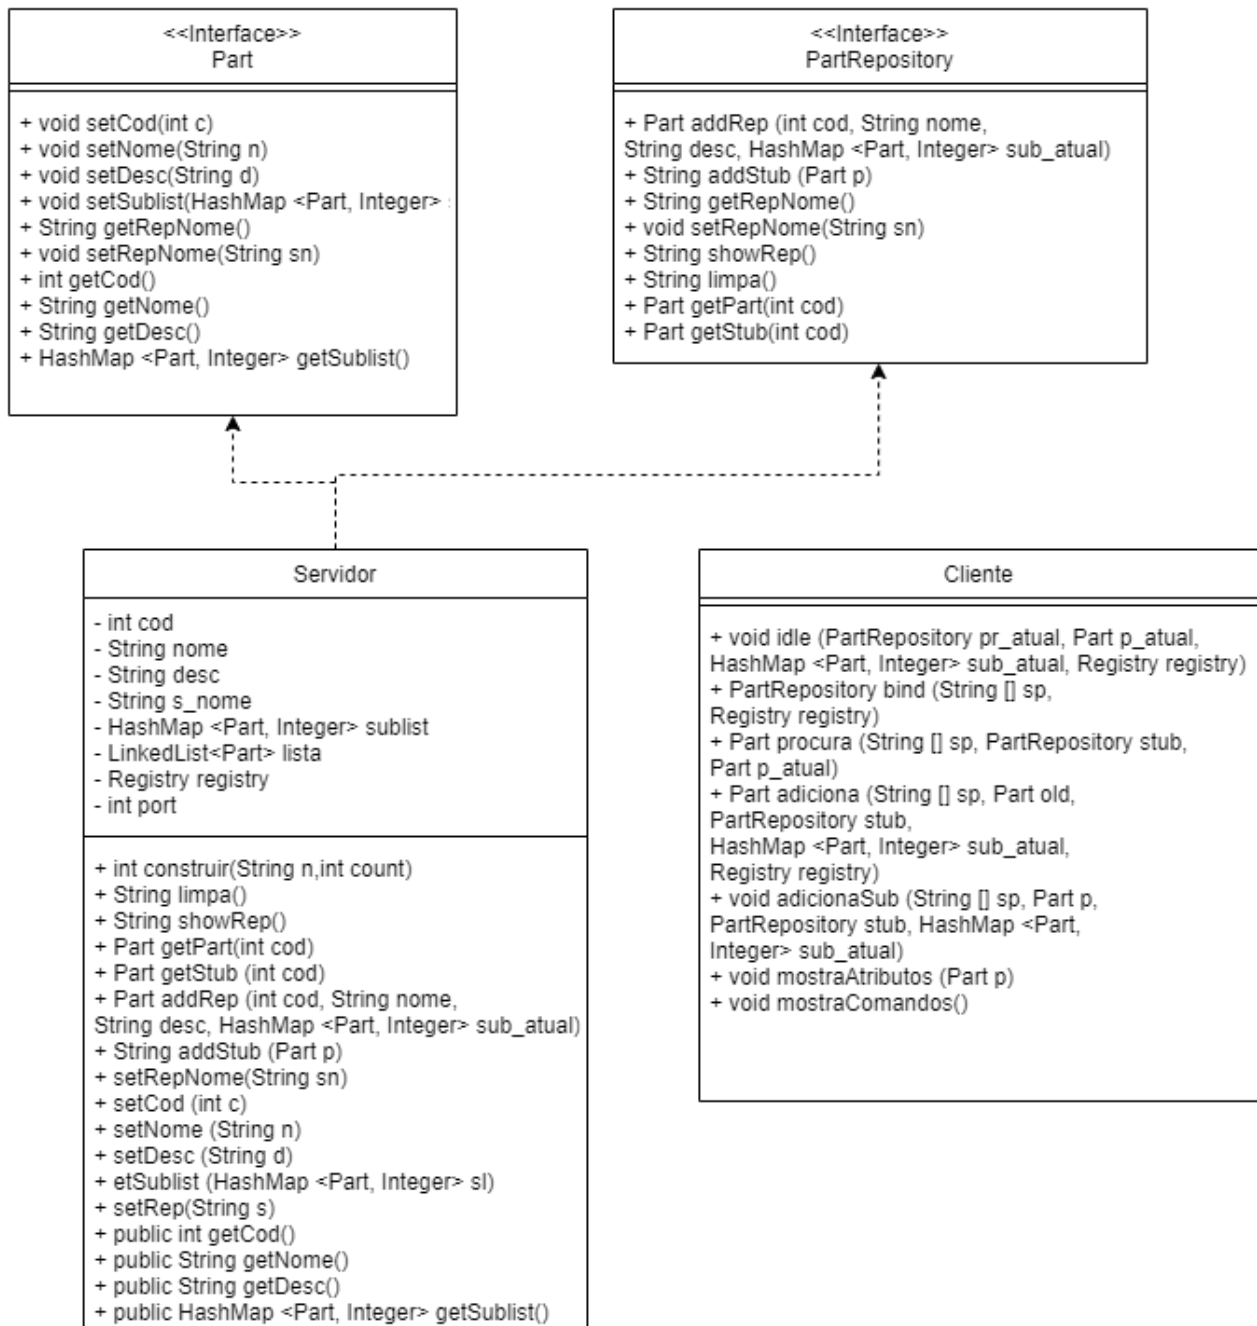 <<Interface>>
Part
+ void setCod(int c)
+ void setNome(String n)
+ void setDesc(String d)
+ void setSublist(HashMap <Part, Integer>
+ String getRepNome()
+ void setRepNome(String sn)
+ int getCod()
+ String getNome()
+ String getDesc()
+ HashMap <Part, Integer> getSublist()
<<Interface>>
PartRepository
+ Part addRep (int cod, String nome,
String desc, HashMap <Part, Integer> sub_atual)
+ String addStub (Part p)
+ String getRepNome()
+ void setRepNome(String sn)
+ String showRep()
+ String limpa()
+ Part getPart(int cod)
+ Part getStub(int cod)
Servidor
- int cod
- String nome
- String desc
- String s_nome
- HashMap <Part, Integer> sublist
- LinkedList<Part> lista
- Registry registry
- int port
+ int construir(String n,int count)
+ String limpa()
+ String showRep()
+ Part getPart(int cod)
+ Part getStub (int cod)
+ Part addRep (int cod, String nome,
String desc, HashMap <Part, Integer> sub_atual)
+ String addStub (Part p)
+ setRepNome(String sn)
+ setCod (int c)
+ setNome (String n)
+ setDesc (String d)
+ etSublist (HashMap <Part, Integer> sl)
+ setRep(String s)
+ public int getCod()
+ public String getNome()
+ public String getDesc()
+ public HashMap <Part, Integer> getSublist()
Cliente
+ void idle (PartRepository pr_atual, Part p_atual,
HashMap <Part, Integer> sub_atual, Registry registry)
+ PartRepository bind (String [] sp,
Registry registry)
+ Part procura (String [] sp, PartRepository stub,
Part p_atual)
+ Part adiciona (String [] sp, Part old,
PartRepository stub,
HashMap <Part, Integer> sub_atual,
Registry registry)
+ void adicionaSub (String [] sp, Part p,
PartRepository stub, HashMap <Part,
Integer> sub_atual)
+ void mostraAtributos (Part p)
+ void mostraComandos()